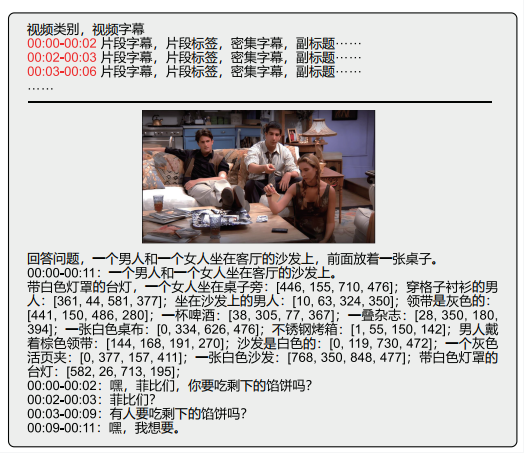 视频类别，视频字幕
00:00-00:02 片段字幕，片段标签，密集字幕，副标题……
00:02-00:03 片段字幕，片段标签，密集字幕，副标题……
00:03-00:06 片段字幕，片段标签，密集字幕，副标题……
……
回答问题，一个男人和一个女人坐在客厅的沙发上，前面放着一张桌子。
00:00-00:11：一个男人和一个女人坐在客厅的沙发上。
带白色灯罩的台灯，一个女人坐在桌子旁：[446, 155, 710, 476]；穿格子衬衫的男
人：[361, 44, 581, 377]；坐在沙发上的男人：[10, 63, 324, 350]；领带是灰色的：
[441, 150, 486, 280]；一杯啤酒：[38, 305, 77, 367]；一叠杂志：[28, 350, 180,
394]；一张白色桌布：[0, 334, 626, 476]；不锈钢烤箱：[1, 55, 150, 142]；男人戴
着棕色领带：[144, 168, 191, 270]；沙发是白色的：[0, 119, 730, 472]；一个灰色
活页夹：[0, 377, 157, 411]；一张白色沙发：[768, 350, 848, 477]；带白色灯罩的
台灯：[582, 26, 713, 195]；
00:00-00:02：嘿，菲比们，你要吃剩下的馅饼吗？
00:02-00:03：菲比们？
00:03-00:09：有人要吃剩下的馅饼吗？
00:09-00:11：嘿，我想要。